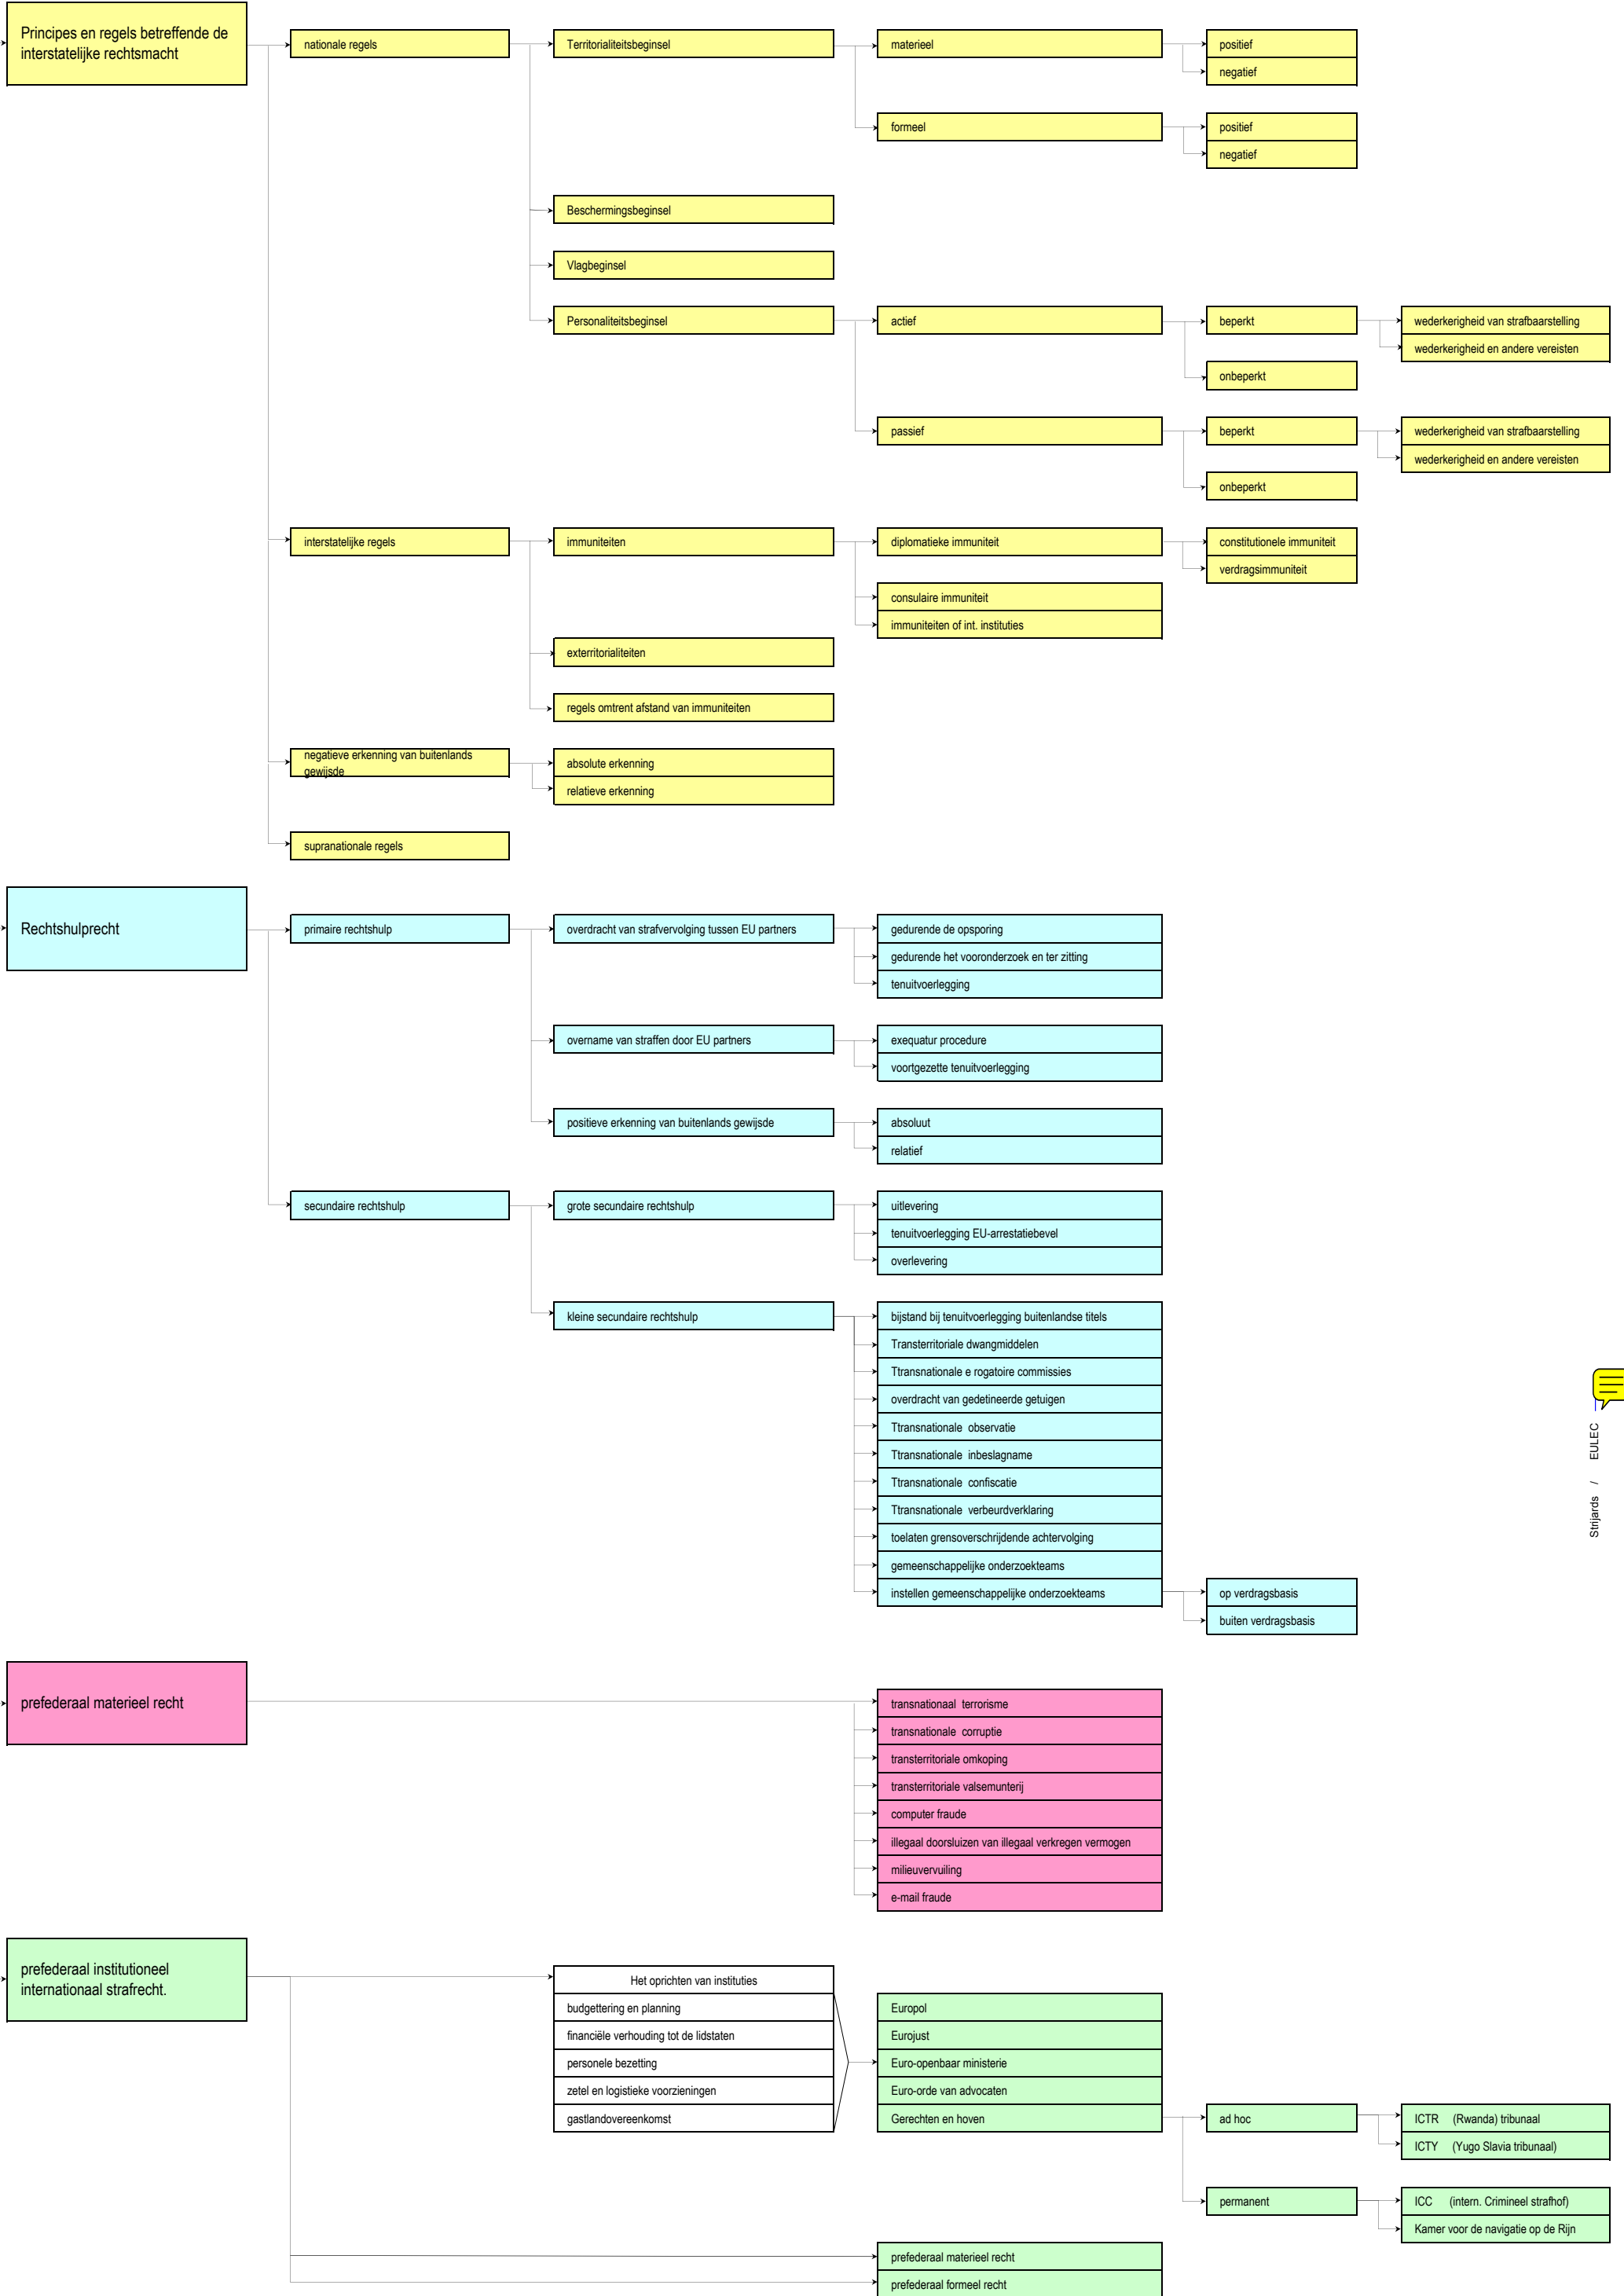 Principes en regels betreffende de
interstatelijke rechtsmacht
nationale regels
Territorialiteitsbeginsel
materieel
positief
negatief
formeel
positief
negatief
Beschermingsbeginsel
Vlagbeginsel
Personaliteitsbeginsel
actief
beperkt
wederkerigheid van strafbaarstelling
wederkerigheid en andere vereisten
onbeperkt
passief
beperkt
wederkerigheid van strafbaarstelling
wederkerigheid en andere vereisten
onbeperkt
interstatelijke regels
immuniteiten
diplomatieke immuniteit
constitutionele immuniteit
verdragsimmuniteit
consulaire immuniteit
immuniteiten of int. instituties
exterritorialiteiten
regels omtrent afstand van immuniteiten
negatieve erkenning van buitenlands
gewijsde
absolute erkenning
relatieve erkenning
supranationale regels
Rechtshulprecht
primaire rechtshulp
overdracht van strafvervolging tussen EU partners
gedurende de opsporing
gedurende het vooronderzoek en ter zitting
tenuitvoerlegging
overname van straffen door EU partners
exequatur procedure
voortgezette tenuitvoerlegging
positieve erkenning van buitenlands gewijsde
absoluut
relatief
secundaire rechtshulp
grote secundaire rechtshulp
uitlevering
tenuitvoerlegging EU-arrestatiebevel
overlevering
kleine secundaire rechtshulp
bijstand bij tenuitvoerlegging buitenlandse titels
Transterritoriale dwangmiddelen
Ttransnationale e rogatoire commissies
overdracht van gedetineerde getuigen
Ttransnationale observatie
Ttransnationale inbeslagname
Ttransnationale confiscatie
Ttransnationale verbeurdverklaring
toelaten grensoverschrijdende achtervolging
gemeenschappelijke onderzoekteams
instellen gemeenschappelijke onderzoekteams
op verdragsbasis
buiten verdragsbasis
Strijards / EULEC
prefederaal materieel recht
transnationaal terrorisme
transnationale corruptie
transterritoriale omkoping
transterritoriale valsemunterij
computer fraude
illegaal doorsluizen van illegaal verkregen vermogen
milieuvervuiling
e-mail fraude
prefederaal institutioneel
internationaal strafrecht.
Het oprichten van instituties
budgettering en planning
financiële verhouding tot de lidstaten
personele bezetting
zetel en logistieke voorzieningen
gastlandovereenkomst
Europol
Eurojust
Euro-openbaar ministerie
Euro-orde van advocaten
Gerechten en hoven
ad hoc
ICTR (Rwanda) tribunaal
ICTY (Yugo Slavia tribunaal)
permanent
ICC (intern. Crimineel strafhof)
Kamer voor de navigatie op de Rijn
prefederaal materieel recht
prefederaal formeel recht